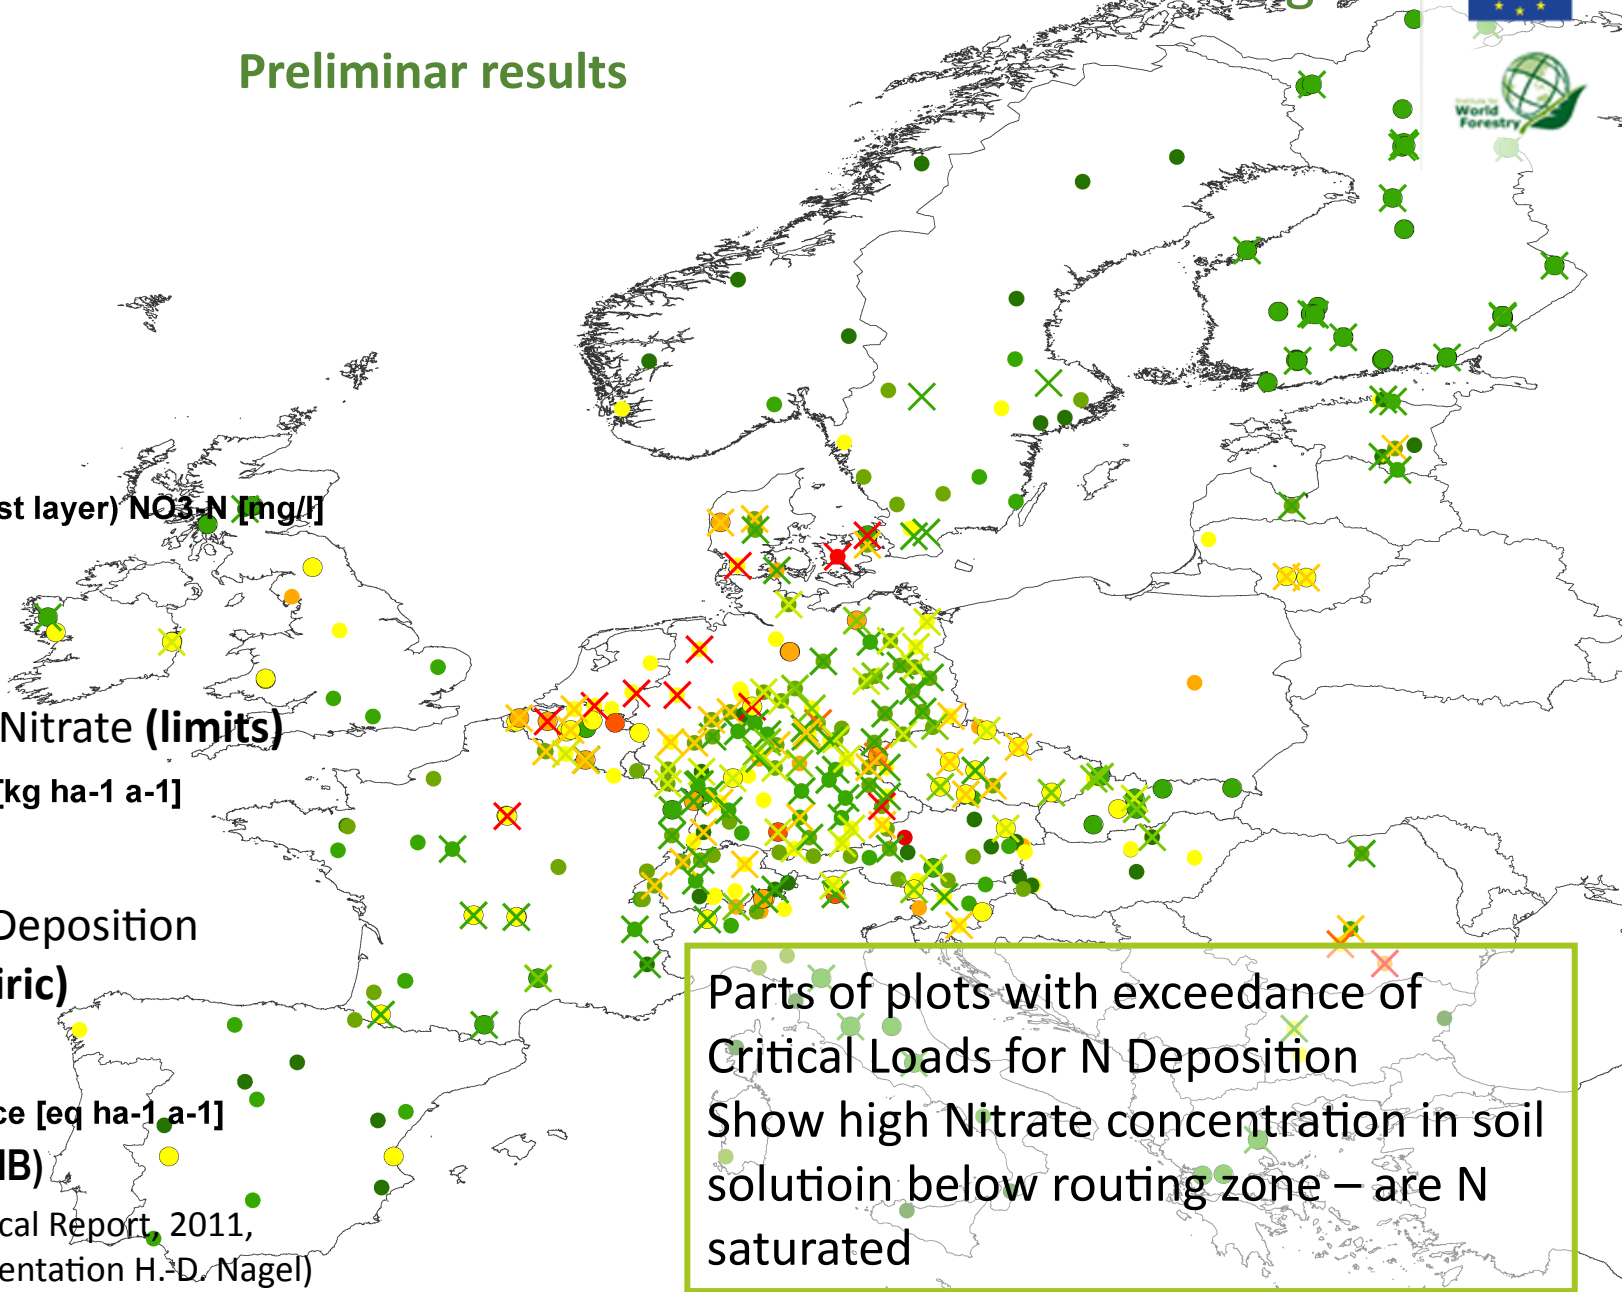 Preliminar results
World
Forestry
st layer) NO3-N [mg/l]
Nitrate (limits)
[kg ha-1 a-1]
Deposition
iric)
ce [eq ha-1 a-1]
IB)
cal Report, 2011,
entation H.-D. Nagel)
Parts of plots with exceedance of
Critical Loads for N Deposition
Show high Nitrate concentration in soil
solutioin below routing zone – are N
saturated